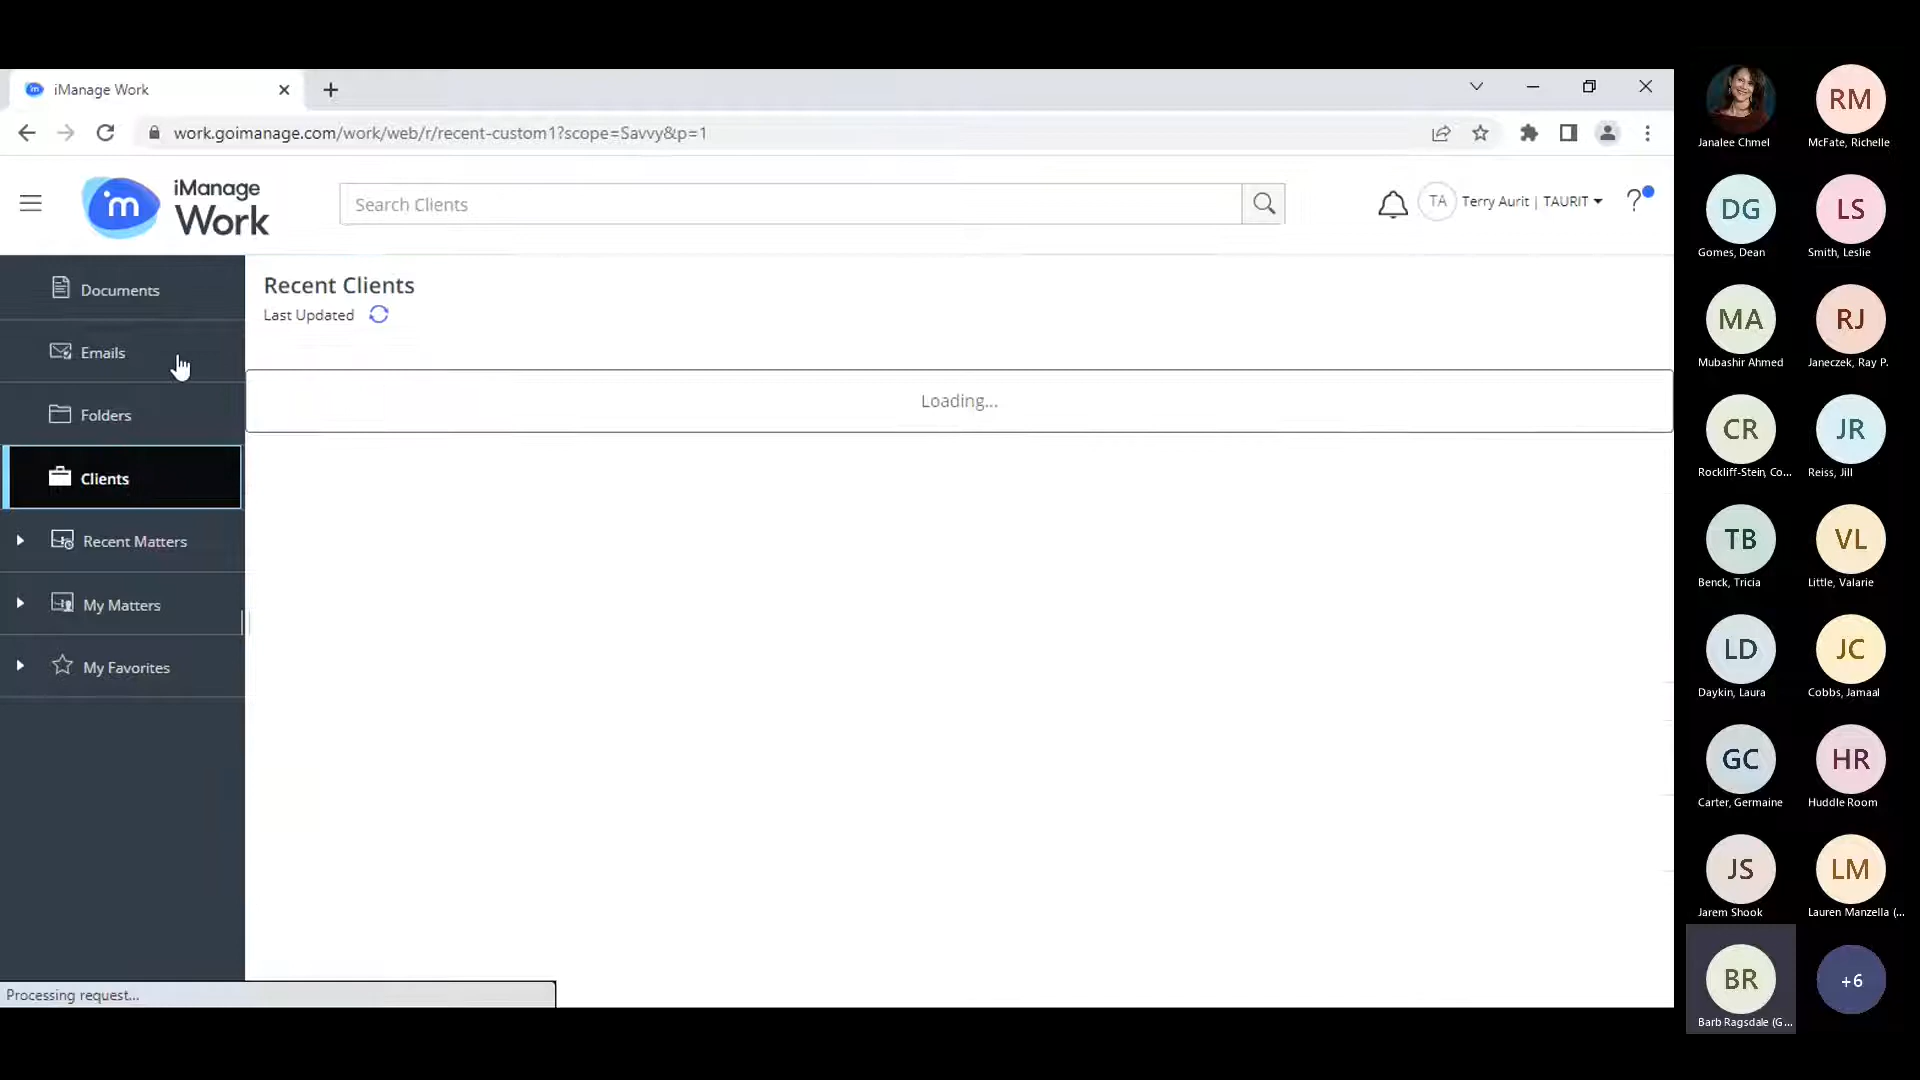 iManage Work
work.goimanage.com/work/web/r/recent-custom1?scope=Savvy&p=1
m
iManage
Work
Search Clients
TA
Terry Aurit | TAURIT
?
Documents
Emails
Folders
Clients
Recent Matters
My Matters
My Favorites
Recent Clients
Last Updated
Loading...
Processing request...
Janalee Chmel
RM
McFate, Richelle
DG
Gomes, Dean
LS
Smith, Leslie
MA
Mubashir Ahmed
RJ
Janeczek, Ray P.
CR
Rockliff-Stein, Co...
JR
Reiss, Jill
TB
Benck, Tricia
VL
Little, Valarie
LD
Daykin, Laura
JC
Cobbs, Jamaal
GC
Carter, Germaine
HR
Huddle Room
JS
Jarem Shook
LM
Lauren Manzella (...
BR
Barb Ragsdale (G...
+6